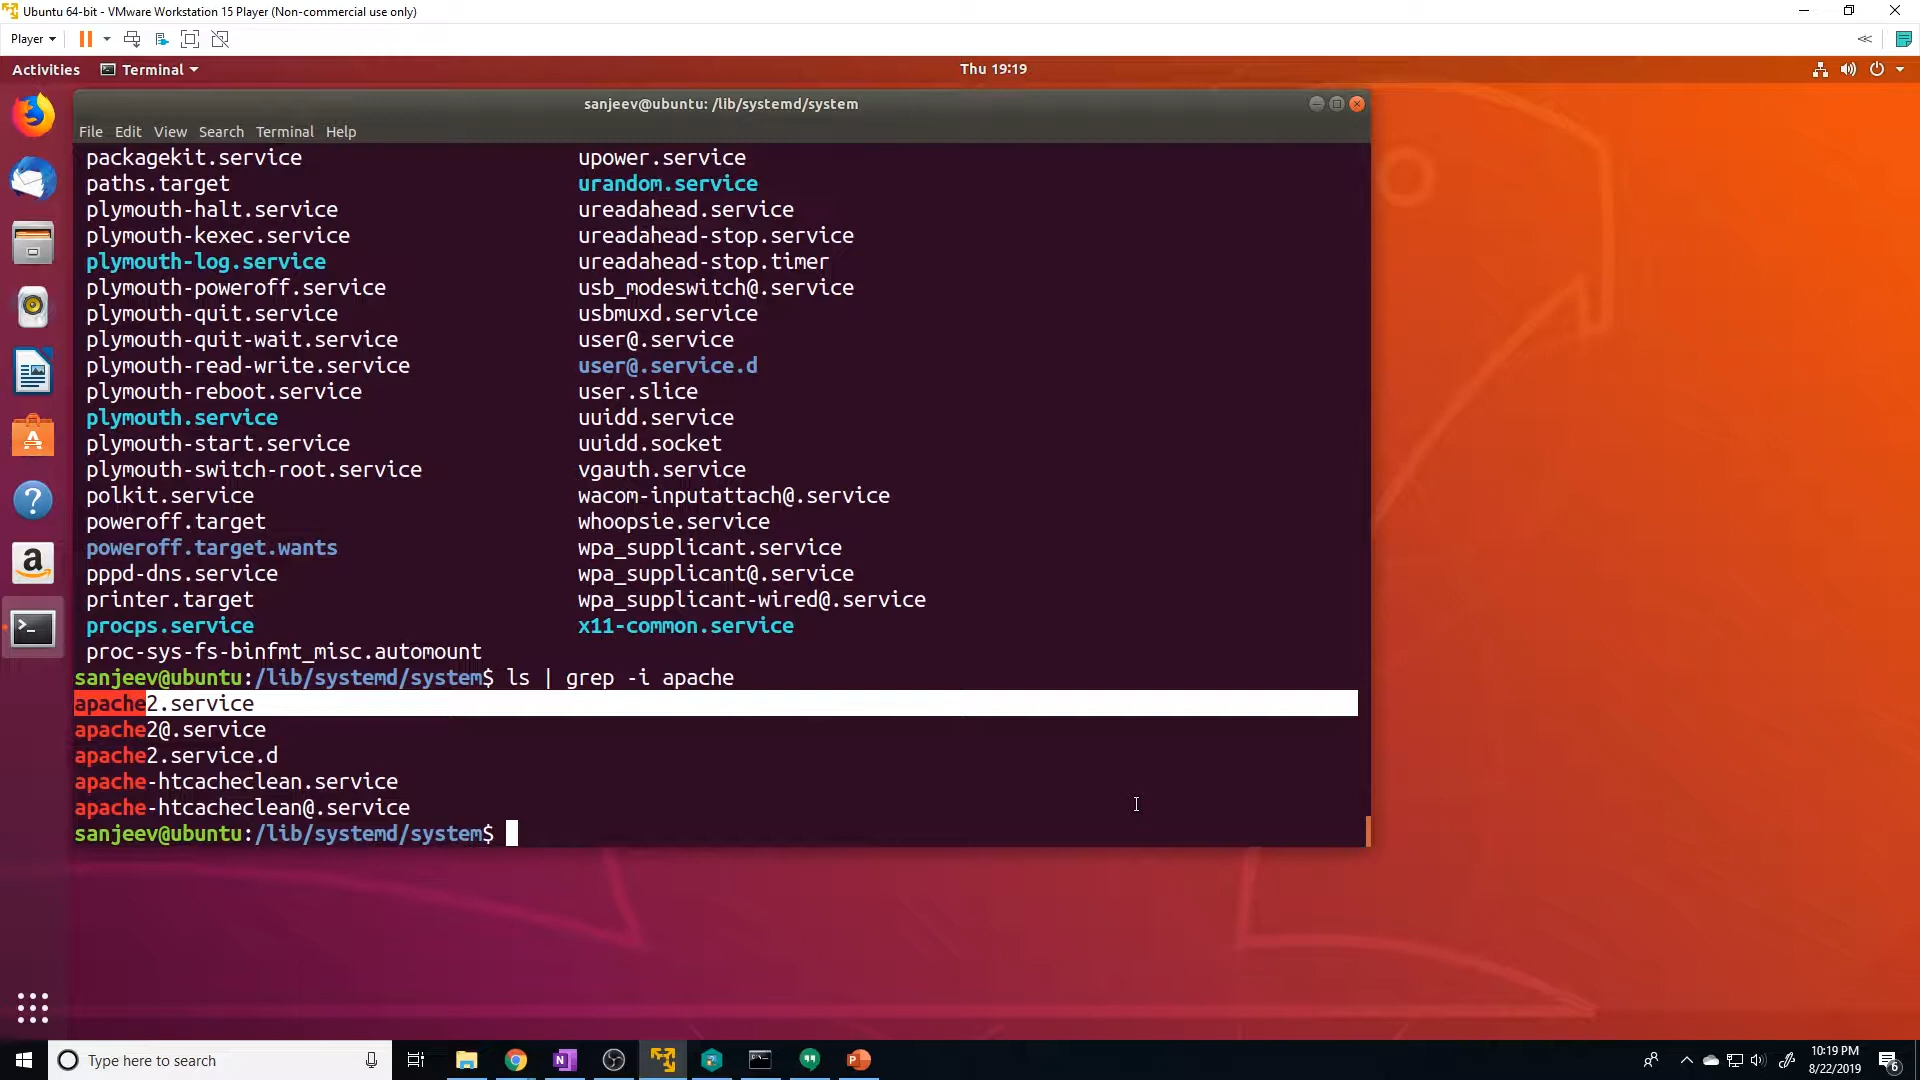 Ubuntu 64-bit - VMware Workstation 15 Player (Non-commercial use only)
Player
Activities
Terminal
Thu 19:19
sanjeev@ubuntu: /lib/systemd/system
File Edit View Search Terminal Help
packagekit.service upower.service
paths.target urandom.service
plymouth-halt.service ureadahead.service
plymouth-kexec.service ureadahead-stop.service
plymouth-log.service ureadahead-stop.timer
plymouth-poweroff.service usb_modeswitch@.service
plymouth-quit.service usbmuxd.service
plymouth-quit-wait.service user@.service
plymouth-read-write.service user@.service.d
plymouth-reboot.service user.slice
plymouth.service uuidd.service
plymouth-start.service uuidd.socket
plymouth-switch-root.service vgauth.service
polkit.service wacom-inputattach@.service
poweroff.target whoopsie.service
poweroff.target.wants wpa_supplicant.service
pppd-dns.service wpa_supplicant@.service
printer.target wpa_supplicant-wired@.service
procps.service x11-common.service
proc-sys-fs-binfmt_misc.automount
sanjeev@ubuntu:/lib/systemd/system$ ls | grep -i apache
apache2.service
apache2@.service
apache2.service.d
apache-htcacheclean.service
apache-htcacheclean@.service
sanjeev@ubuntu:/lib/systemd/system$
Type here to search
10:19 PM
8/22/2019
6